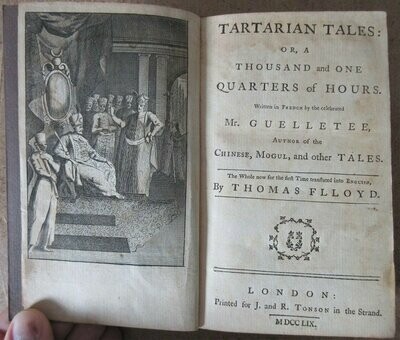 TARTARIAN TALES:
OR, A
THOUSAND and ONE
QUARTERS of HOURS.
Written in FRENCH by the celebrated
Mr. GUELLETEE,
AUTHOR of the
CHINESE, MOGUL, and other TALES.
The Whole now for the first Time translated into ENGLISH,
By THOMAS FLLOYD.
LONDON:
Printed for J. and R. TONSON in the Strand.
MDCCLIX.